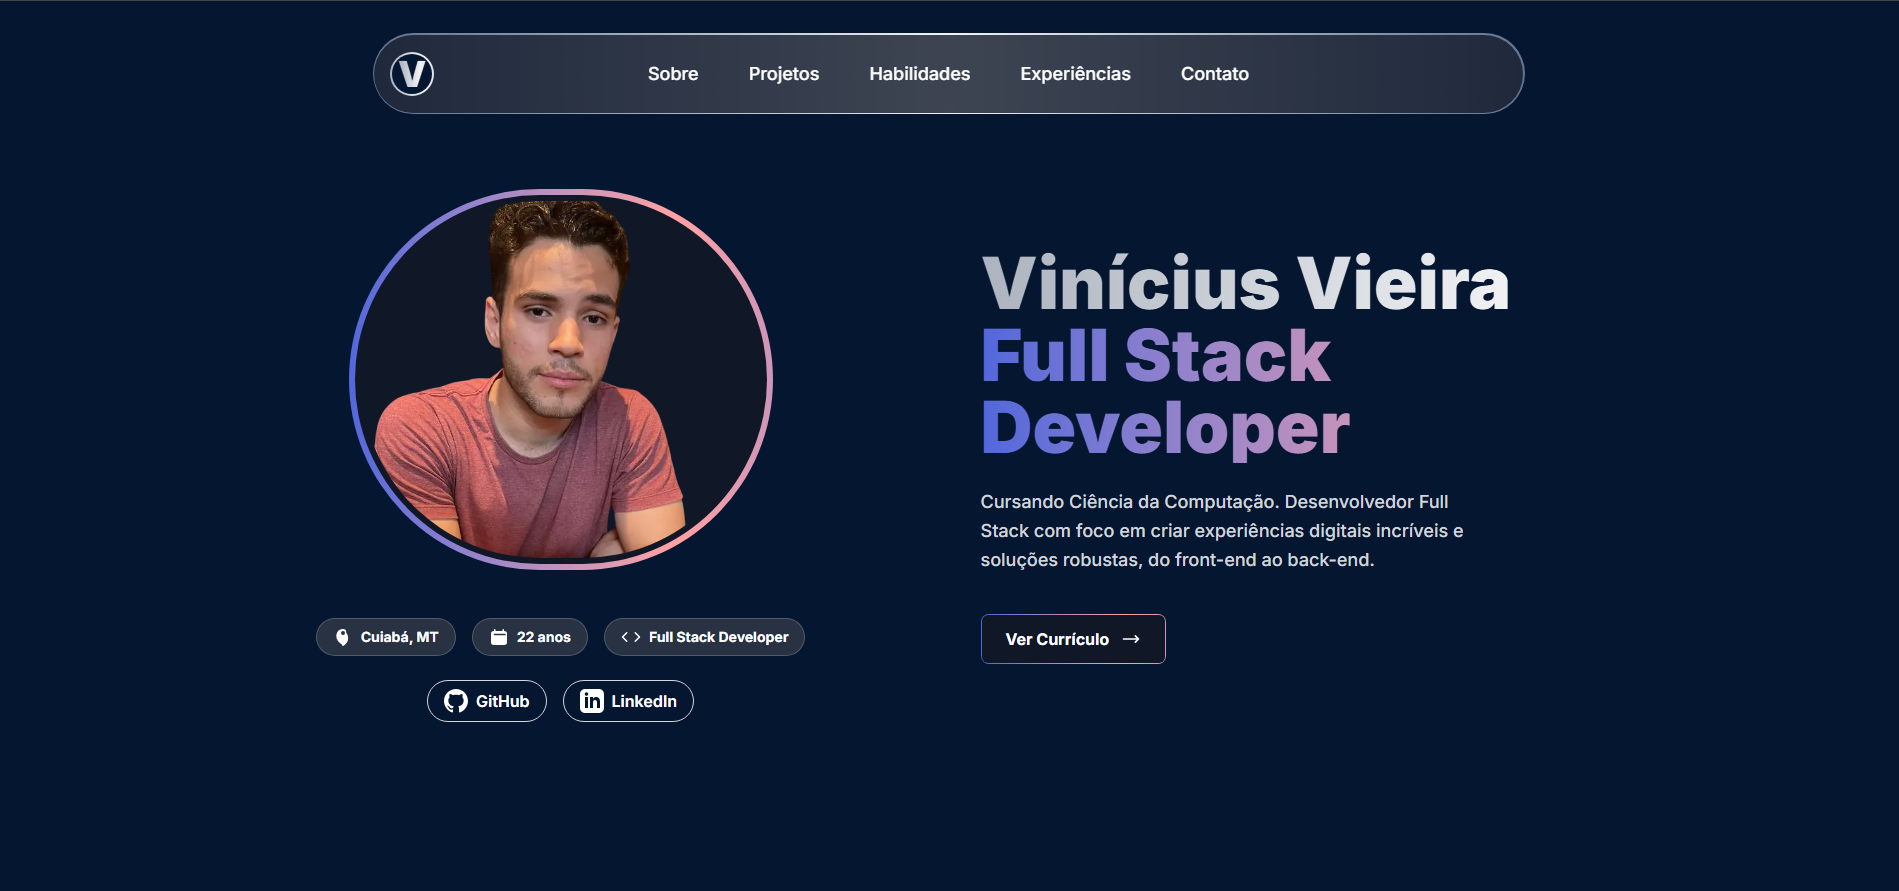 V
Sobre
Projetos
Habilidades
Experiências
Contato
Vinícius Vieira
Full Stack
Developer
Cursando Ciência da Computação. Desenvolvedor Full
Stack com foco em criar experiências digitais incríveis e
soluções robustas, do front-end ao back-end.
Ver Currículo
Cuiabá, MT
22 anos
Full Stack Developer
GitHub
in
LinkedIn